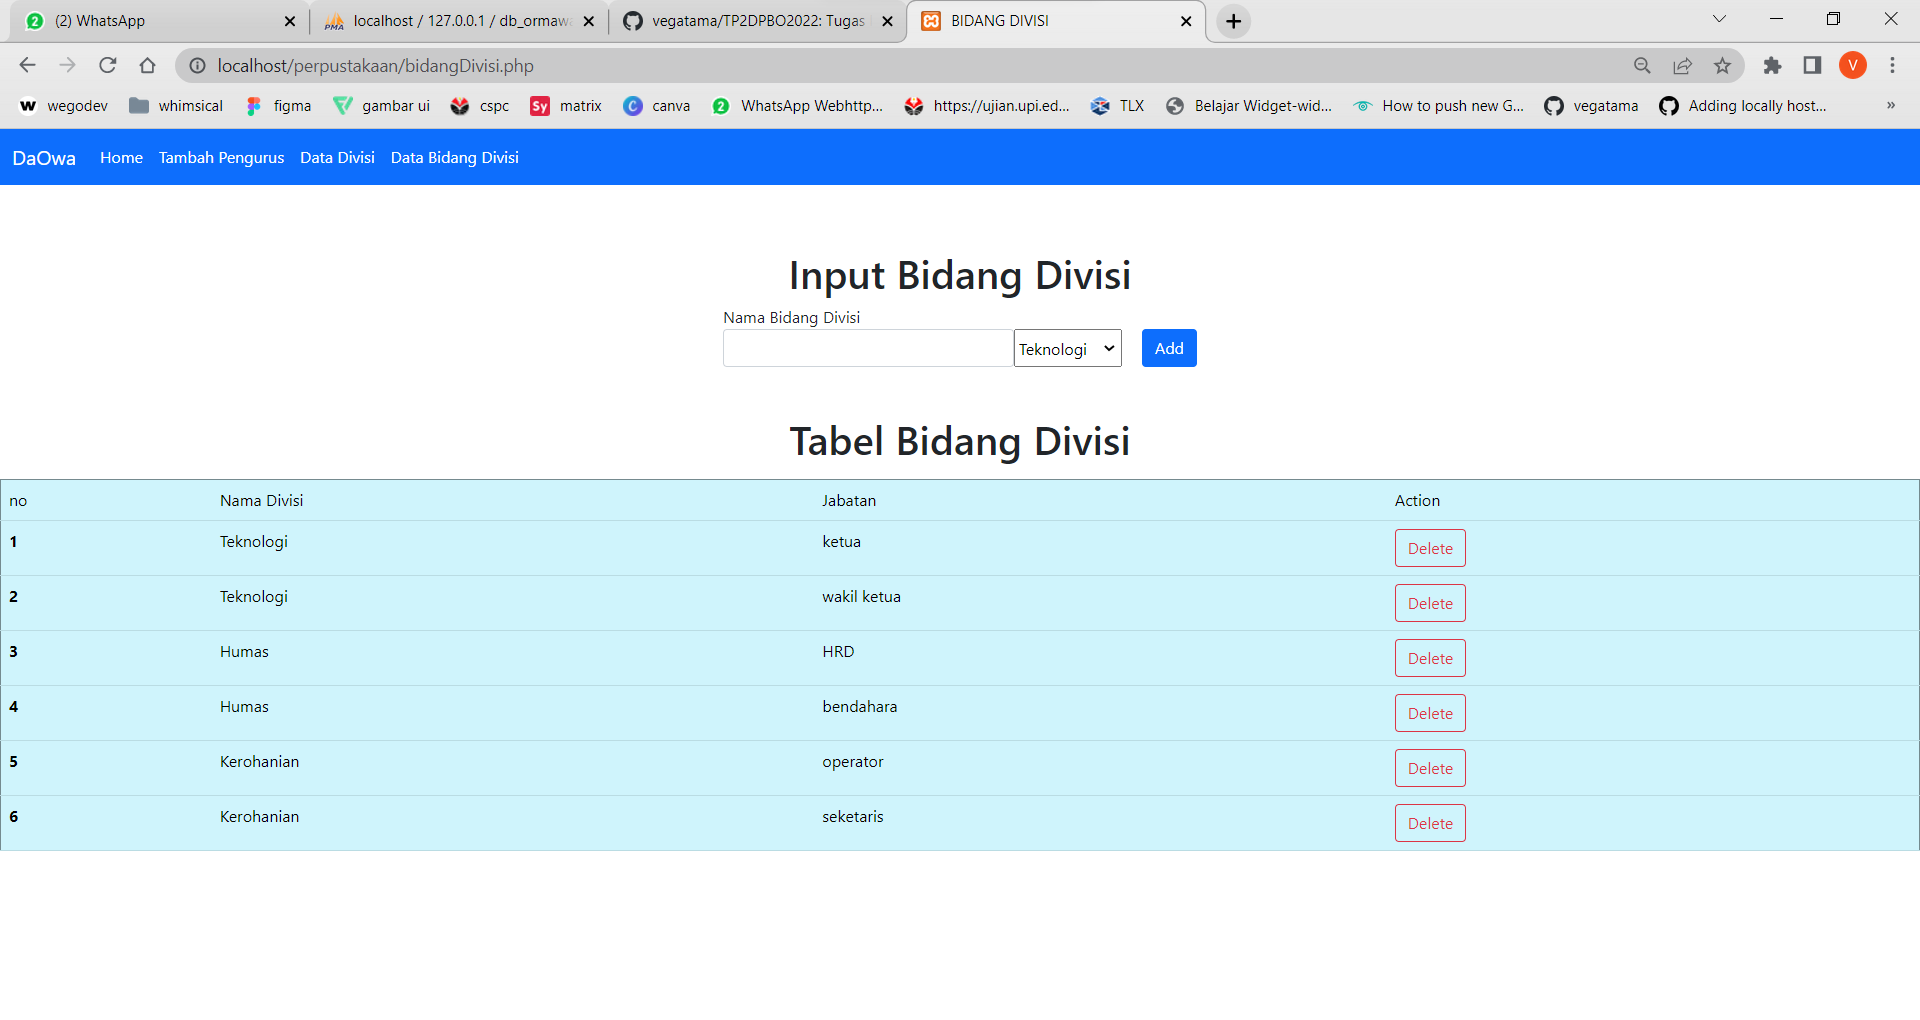 (2) WhatsApp
localhost / 127.0.0.1 / db_ormaw
vegatama/TP2DPBO2022: Tugas
BIDANG DIVISI
localhost/perpustakaan/bidangDivisi.php
V
wegodev whimsical figma gambar ui cspc matrix canva WhatsApp Webhttp... https://ujian.upi.ed... TLX Belajar Widget-wid... How to push new G... vegatama Adding locally host... »
DaOwa Home Tambah Pengurus Data Divisi Data Bidang Divisi
Input Bidang Divisi
Nama Bidang Divisi
Teknologi Add
Tabel Bidang Divisi
no Nama Divisi Jabatan Action
1 Teknologi ketua Delete
2 Teknologi wakil ketua Delete
3 Humas HRD Delete
4 Humas bendahara Delete
5 Kerohanian operator Delete
6 Kerohanian seketaris Delete